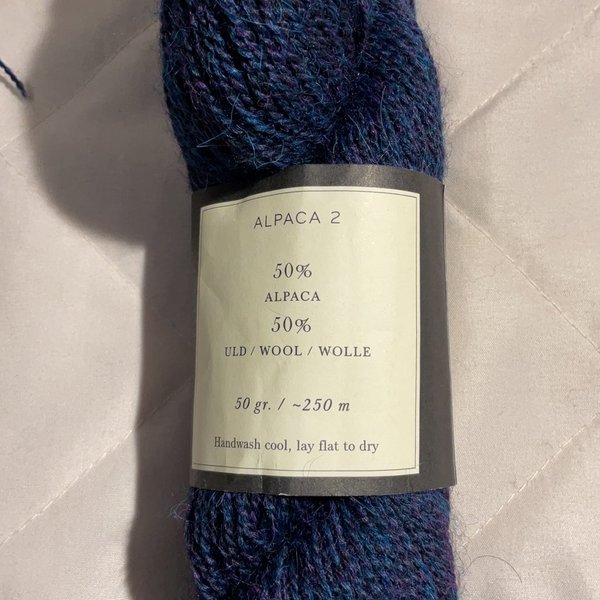 ALPACA 2
50%
ALPACA
50%
ULD / WOOL / WOLLE
50 gr. / ~250 m
Handwash cool, lay flat to dry